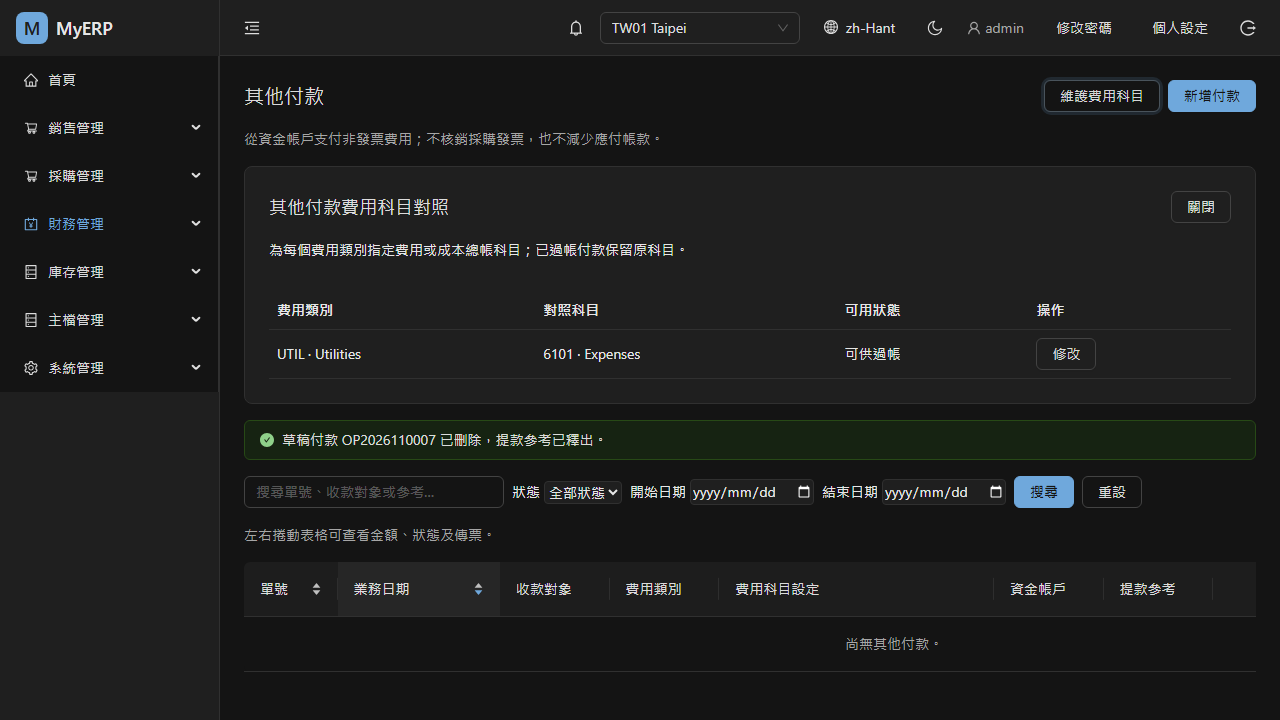 M MyERP
TW01 Taipei
zh-Hant
admin
修改密碼
個人設定
首頁
銷售管理
採購管理
財務管理
庫存管理
主檔管理
系統管理
其他付款
維護費用科目
新增付款
從資金帳戶支付非發票費用；不核銷採購發票，也不減少應付帳款。
其他付款費用科目對照
關閉
為每個費用類別指定費用或成本總帳科目；已過帳付款保留原科目。
費用類別 對照科目 可用狀態 操作
UTIL · Utilities 6101 · Expenses 可供過帳 修改
草稿付款 OP2026110007 已刪除，提款參考已釋出。
搜尋單號、收款對象或參考...
狀態 全部狀態 開始日期 yyyy/mm/dd 結束日期 yyyy/mm/dd 搜尋 重設
左右捲動表格可查看金額、狀態及傳票。
單號 業務日期 收款對象 費用類別 費用科目設定 資金帳戶 提款參考
尚無其他付款。